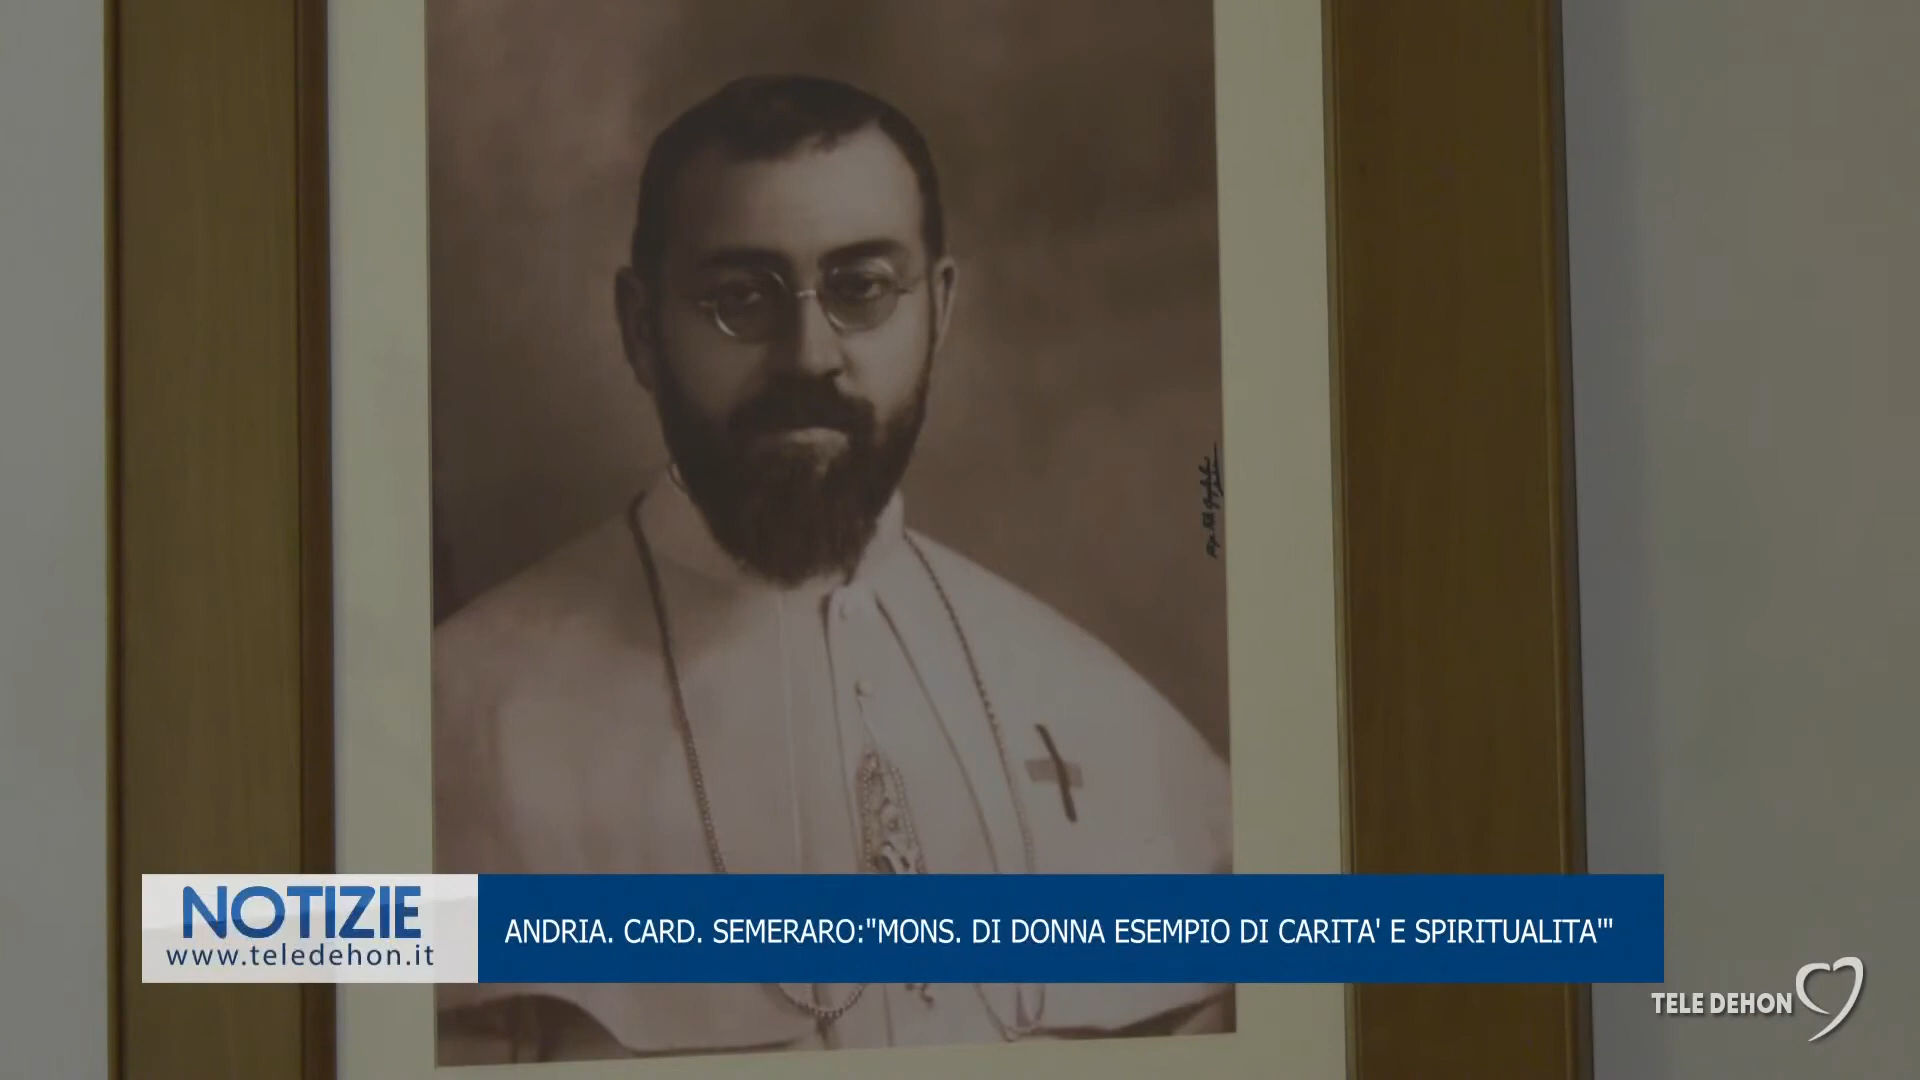 NOTIZIE
www.teledehon.it
ANDRIA. CARD. SEMERARO:"MONS. DI DONNA ESEMPIO DI CARITA' E SPIRITUALITA'"
TELE DEHON